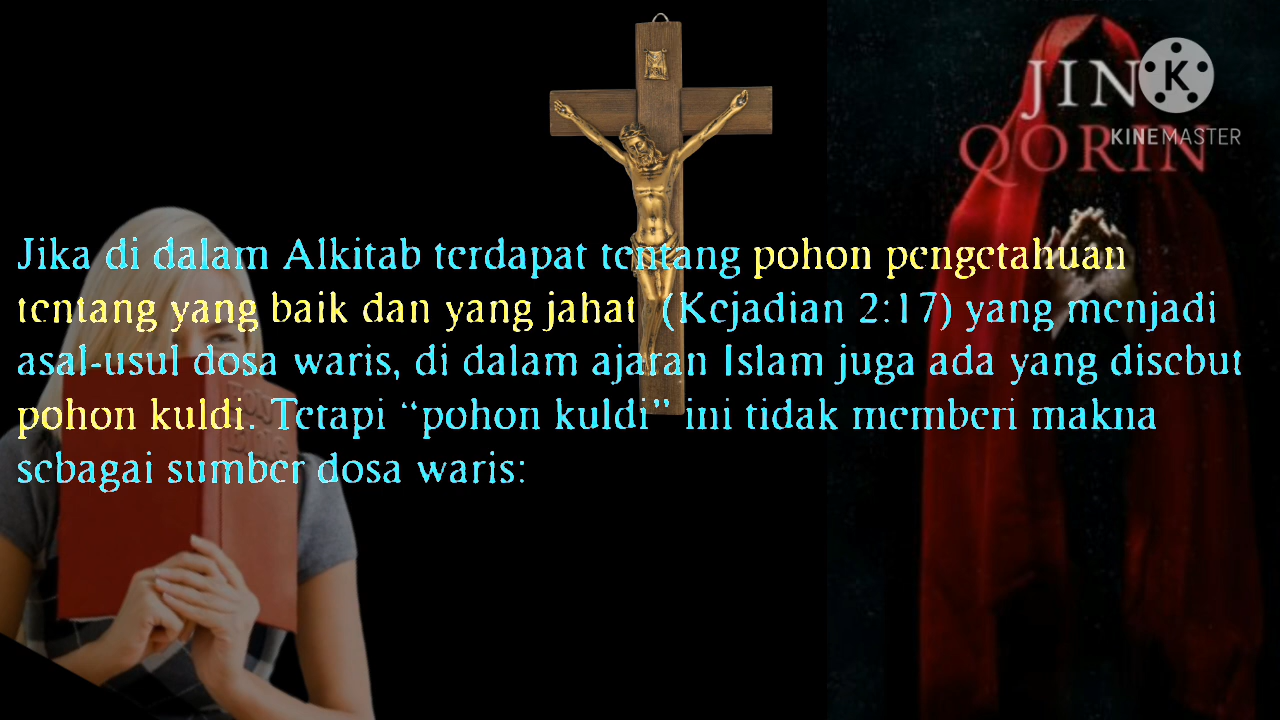 JIN
QORIN
K
KINEMASTER
Jika di dalam Alkitab terdapat tentang pohon pengetahuan
tentang yang baik dan yang jahat (Kejadian 2:17) yang menjadi
asal-usul dosa waris, di dalam ajaran Islam juga ada yang disebut
pohon kuldi. Tetapi “pohon kuldi” ini tidak memberi makna
sebagai sumber dosa waris: